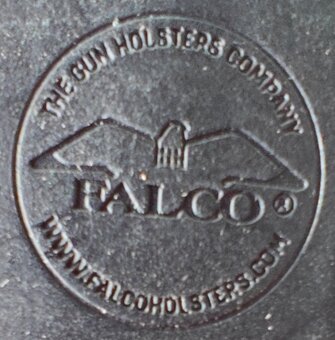 THE GUN HOLSTERS COMPANY
FALCO ®
WWW.FALCOHOLSTERS.COM